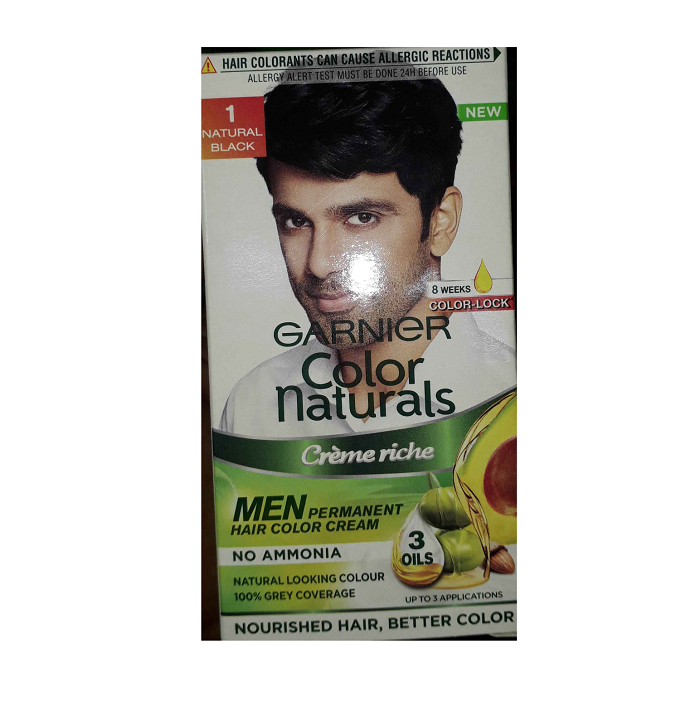 HAIR COLORANTS CAN CAUSE ALLERGIC REACTIONS
ALLERGY ALERT TEST MUST BE DONE 24H BEFORE USE
1
NATURAL
BLACK
NEW
8 WEEKS
COLOR-LOCK
GARNIER
Color
Naturals
Crème riche
MEN PERMANENT
HAIR COLOR CREAM
NO AMMONIA
3
OILS
NATURAL LOOKING COLOUR
100% GREY COVERAGE
UP TO 3 APPLICATIONS
NOURISHED HAIR, BETTER COLOR